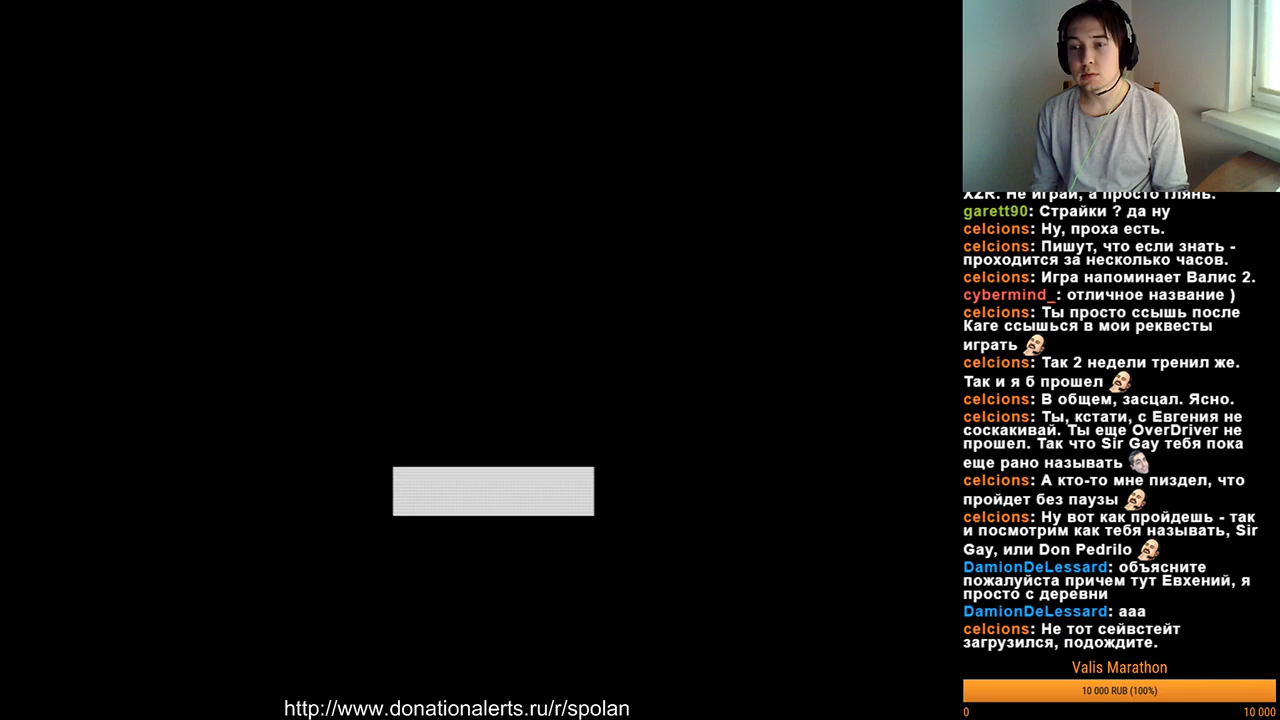 XZR. Не играй, а просто глянь.
garett90: Страйки ? да ну
celcions: Ну, проха есть.
celcions: Пишут, что если знать -
проходится за несколько часов.
celcions: Игра напоминает Валис 2.
cybermind_: отличное название )
celcions: Ты просто ссышь после
Каге ссышься в мои реквесты
играть
celcions: Так 2 недели тренил же.
Так и я б прошел
celcions: В общем, засцал. Ясно.
celcions: Ты, кстати, с Евгения не
соскакивай. Ты еще OverDriver не
прошел. Так что Sir Gay тебя пока
еще рано называть
celcions: А кто-то мне пиздел, что
пройдет без паузы
celcions: Ну вот как пройдешь - так
и посмотрим как тебя называть, Sir
Gay, или Don Pedrilo
DamionDeLessard: объясните
пожалуйста причем тут Евхений, я
просто с деревни
DamionDeLessard: ааа
celcions: Не тот сейвстейт
загрузился, подождите.
Valis Marathon
10 000 RUB (100%)
0 10 000
http://www.donationalerts.ru/r/spolan